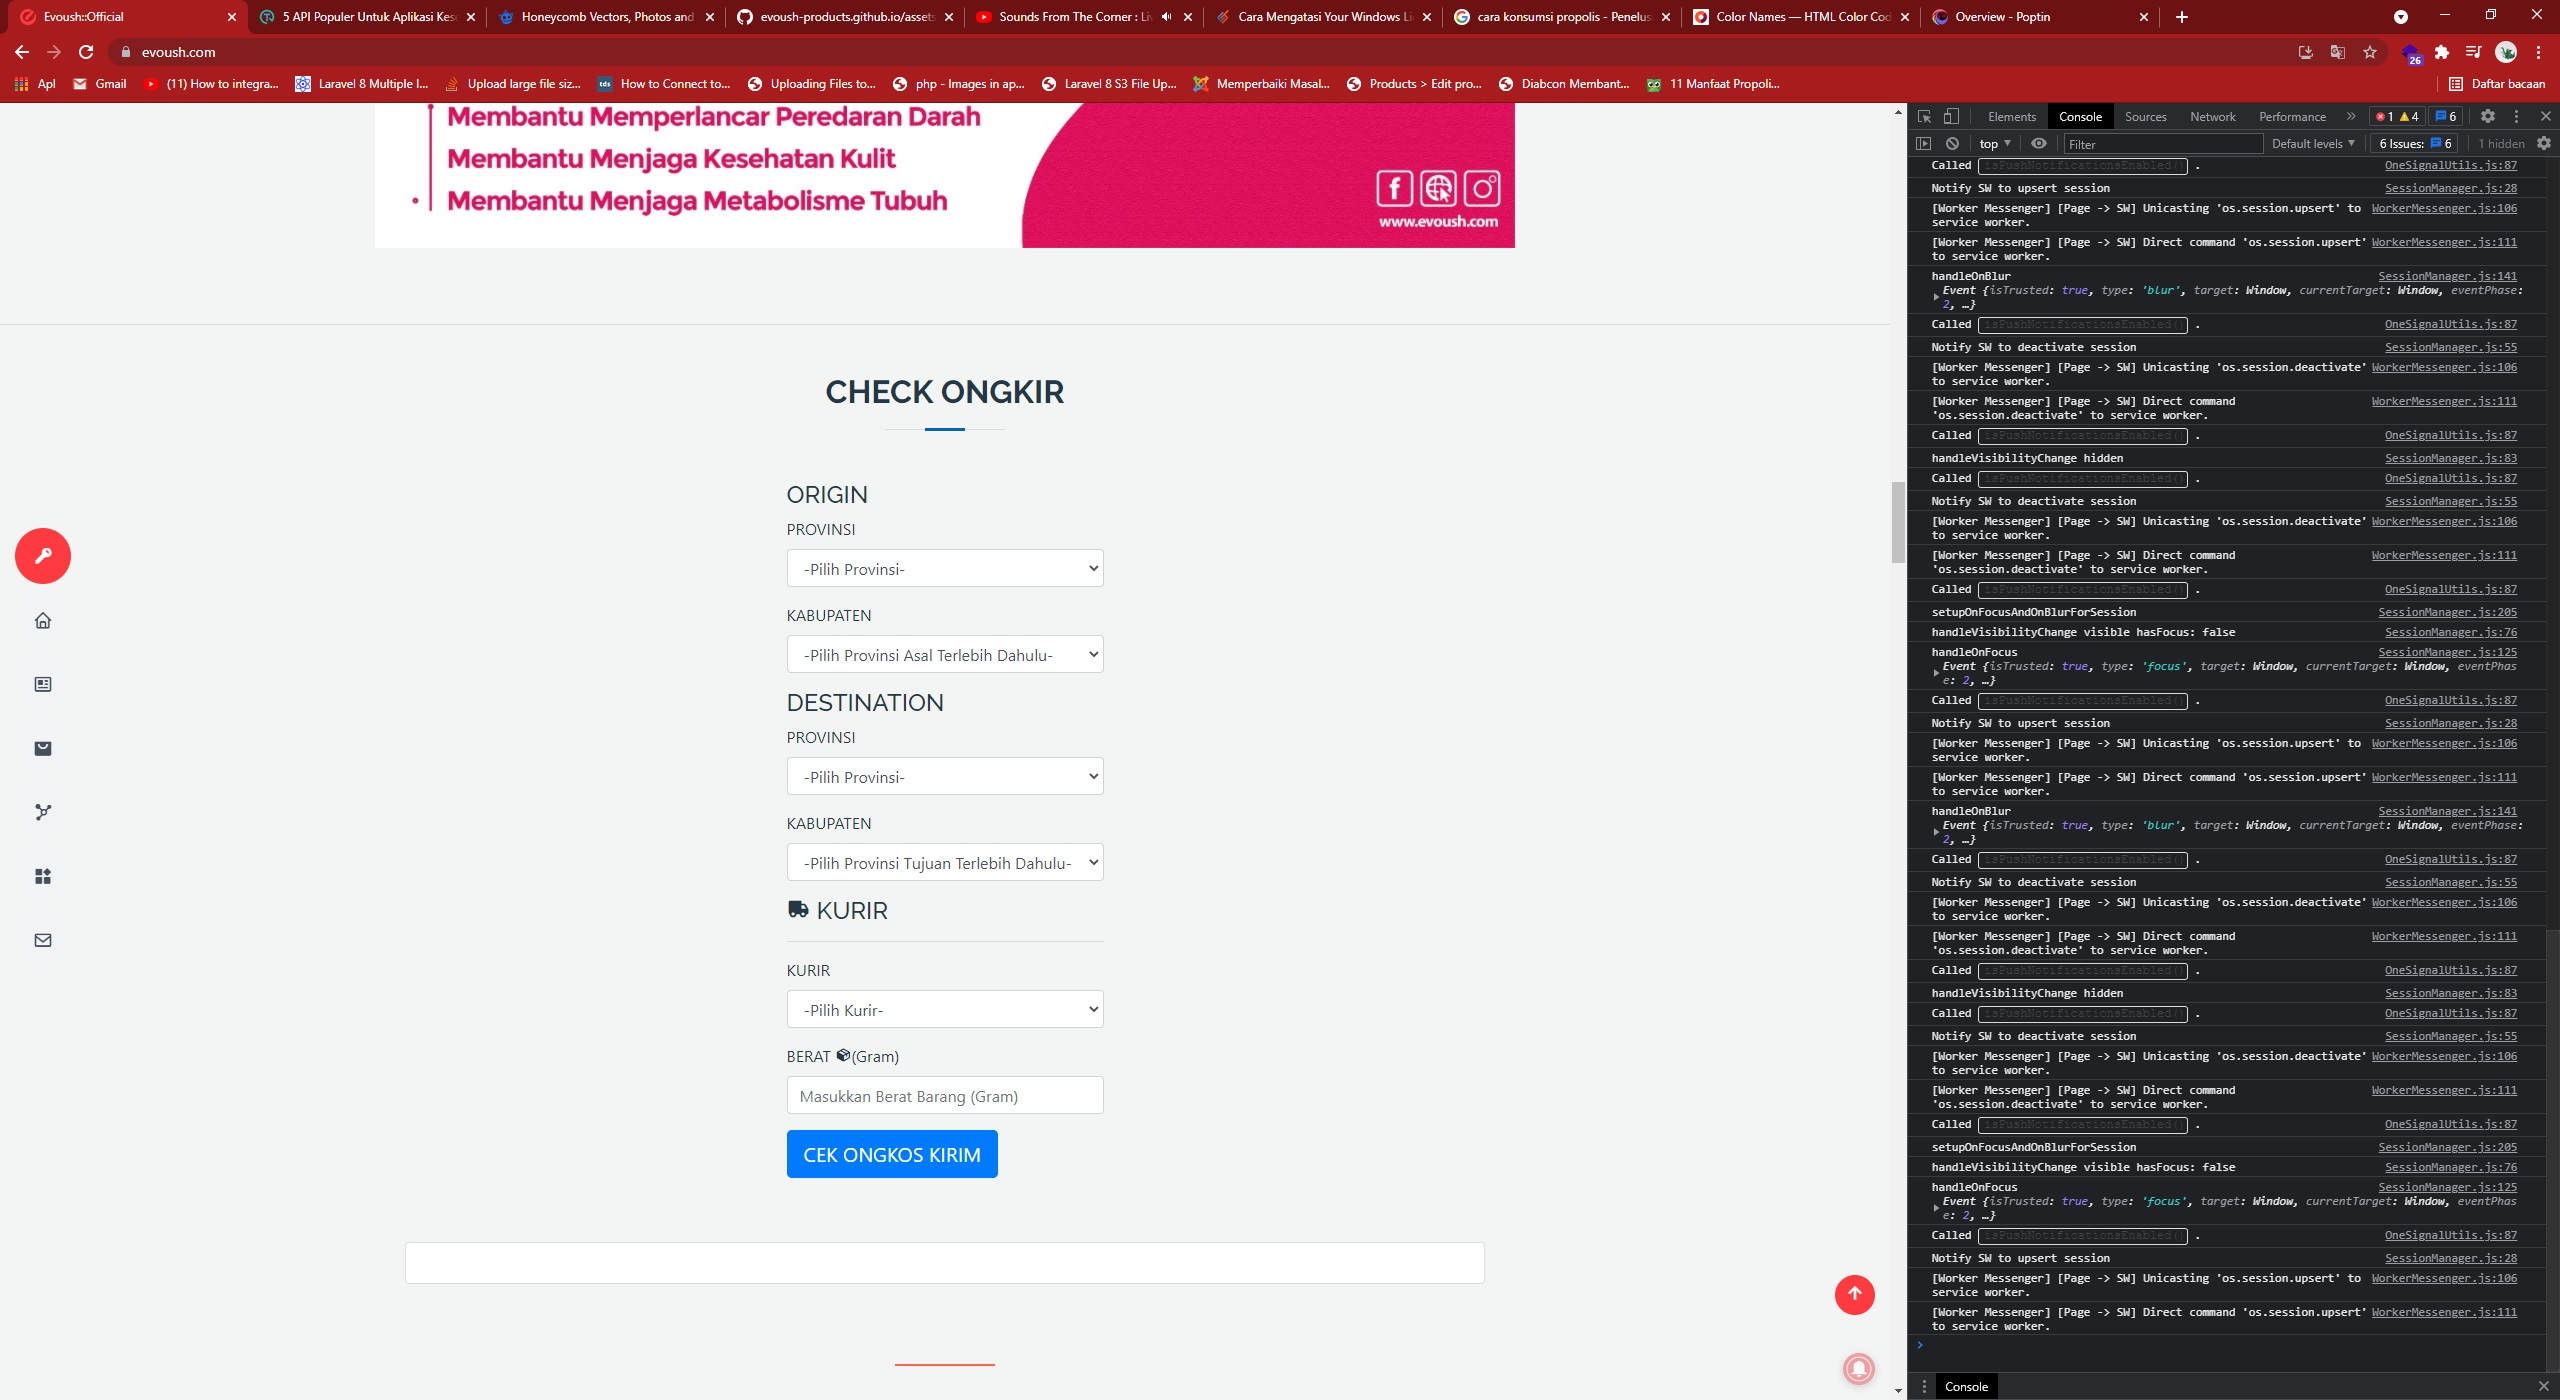 Evoush::Official
5 API Populer Untuk Aplikasi Kes
Honeycomb Vectors, Photos and
evoush-products.github.io/assets
Sounds From The Corner : Li
Cara Mengatasi Your Windows Li
cara konsumsi propolis - Penelus
Color Names — HTML Color Cod
Overview - Poptin
evoush.com
26
Apl
Gmail
(11) How to integra...
Laravel 8 Multiple I...
Upload large file siz...
tds
How to Connect to...
Uploading Files to...
php - Images in ap...
Laravel 8 S3 File Up...
Memperbaiki Masal...
Products > Edit pro...
Diabcon Membant...
11 Manfaat Propoli...
Daftar bacaan
Membantu Memperlancar Peredaran Darah
Membantu Menjaga Kesehatan Kulit
Membantu Menjaga Metabolisme Tubuh
www.evoush.com
CHECK ONGKIR
ORIGIN
PROVINSI
-Pilih Provinsi-
KABUPATEN
-Pilih Provinsi Asal Terlebih Dahulu-
DESTINATION
PROVINSI
-Pilih Provinsi-
KABUPATEN
-Pilih Provinsi Tujuan Terlebih Dahulu-
KURIR
KURIR
-Pilih Kurir-
BERAT (Gram)
Masukkan Berat Barang (Gram)
CEK ONGKOS KIRIM
Elements Console Sources Network Performance » 1 4 6
top Filter Default levels 6 Issues: 6 1 hidden
Called isPushNotificationsEnabled() . OneSignalUtils.js:87
Notify SW to upsert session SessionManager.js:28
[Worker Messenger] [Page -> SW] Unicasting 'os.session.upsert' to WorkerMessenger.js:106
service worker.
[Worker Messenger] [Page -> SW] Direct command 'os.session.upsert' WorkerMessenger.js:111
to service worker.
handleOnBlur SessionManager.js:141
Event {isTrusted: true, type: 'blur', target: Window, currentTarget: Window, eventPhase:
2, …}
Called isPushNotificationsEnabled() . OneSignalUtils.js:87
Notify SW to deactivate session SessionManager.js:55
[Worker Messenger] [Page -> SW] Unicasting 'os.session.deactivate' WorkerMessenger.js:106
to service worker.
[Worker Messenger] [Page -> SW] Direct command WorkerMessenger.js:111
'os.session.deactivate' to service worker.
Called isPushNotificationsEnabled() . OneSignalUtils.js:87
handleVisibilityChange hidden SessionManager.js:83
Called isPushNotificationsEnabled() . OneSignalUtils.js:87
Notify SW to deactivate session SessionManager.js:55
[Worker Messenger] [Page -> SW] Unicasting 'os.session.deactivate' WorkerMessenger.js:106
to service worker.
[Worker Messenger] [Page -> SW] Direct command WorkerMessenger.js:111
'os.session.deactivate' to service worker.
Called isPushNotificationsEnabled() . OneSignalUtils.js:87
setupOnFocusAndOnBlurForSession SessionManager.js:205
handleVisibilityChange visible hasFocus: false SessionManager.js:76
handleOnFocus SessionManager.js:125
Event {isTrusted: true, type: 'focus', target: Window, currentTarget: Window, eventPhas
e: 2, …}
Called isPushNotificationsEnabled() . OneSignalUtils.js:87
Notify SW to upsert session SessionManager.js:28
[Worker Messenger] [Page -> SW] Unicasting 'os.session.upsert' to WorkerMessenger.js:106
service worker.
[Worker Messenger] [Page -> SW] Direct command 'os.session.upsert' WorkerMessenger.js:111
to service worker.
handleOnBlur SessionManager.js:141
Event {isTrusted: true, type: 'blur', target: Window, currentTarget: Window, eventPhase:
2, …}
Called isPushNotificationsEnabled() . OneSignalUtils.js:87
Notify SW to deactivate session SessionManager.js:55
[Worker Messenger] [Page -> SW] Unicasting 'os.session.deactivate' WorkerMessenger.js:106
to service worker.
[Worker Messenger] [Page -> SW] Direct command WorkerMessenger.js:111
'os.session.deactivate' to service worker.
Called isPushNotificationsEnabled() . OneSignalUtils.js:87
handleVisibilityChange hidden SessionManager.js:83
Called isPushNotificationsEnabled() . OneSignalUtils.js:87
Notify SW to deactivate session SessionManager.js:55
[Worker Messenger] [Page -> SW] Unicasting 'os.session.deactivate' WorkerMessenger.js:106
to service worker.
[Worker Messenger] [Page -> SW] Direct command WorkerMessenger.js:111
'os.session.deactivate' to service worker.
Called isPushNotificationsEnabled() . OneSignalUtils.js:87
setupOnFocusAndOnBlurForSession SessionManager.js:205
handleVisibilityChange visible hasFocus: false SessionManager.js:76
handleOnFocus SessionManager.js:125
Event {isTrusted: true, type: 'focus', target: Window, currentTarget: Window, eventPhas
e: 2, …}
Called isPushNotificationsEnabled() . OneSignalUtils.js:87
Notify SW to upsert session SessionManager.js:28
[Worker Messenger] [Page -> SW] Unicasting 'os.session.upsert' to WorkerMessenger.js:106
service worker.
[Worker Messenger] [Page -> SW] Direct command 'os.session.upsert' WorkerMessenger.js:111
to service worker.
Console